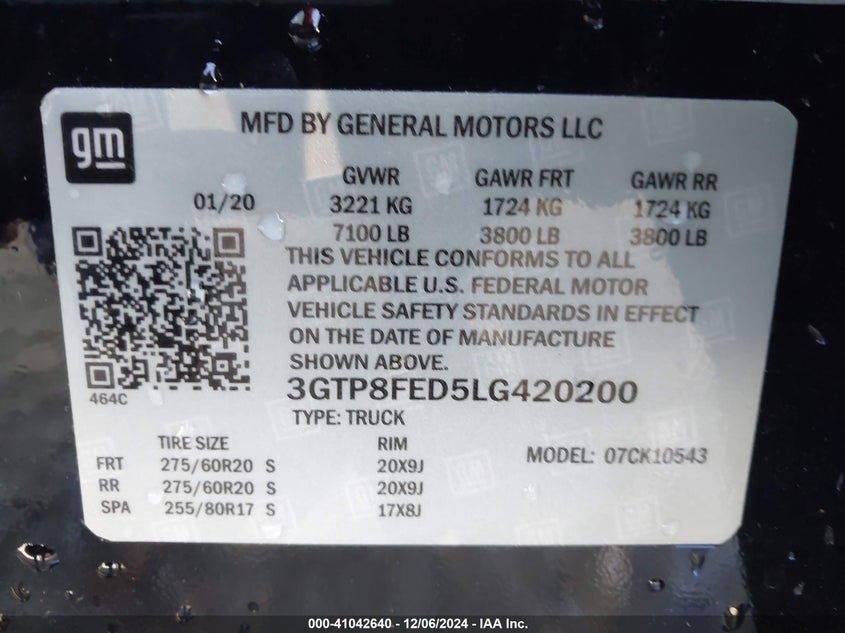 gm
MFD BY GENERAL MOTORS LLC
GVWR GAWR FRT GAWR RR
01/20 3221 KG 1724 KG 1724 KG
7100 LB 3800 LB 3800 LB
THIS VEHICLE CONFORMS TO ALL
APPLICABLE U.S. FEDERAL MOTOR
VEHICLE SAFETY STANDARDS IN EFFECT
ON THE DATE OF MANUFACTURE
SHOWN ABOVE.
464C
3GTP8FED5LG420200
TYPE: TRUCK
TIRE SIZE RIM
MODEL: 07CK10543
FRT 275/60R20 S 20X9J
RR 275/60R20 S 20X9J
SPA 255/80R17 S 17X8J
000-41042640 - 12/06/2024 - IAA Inc.